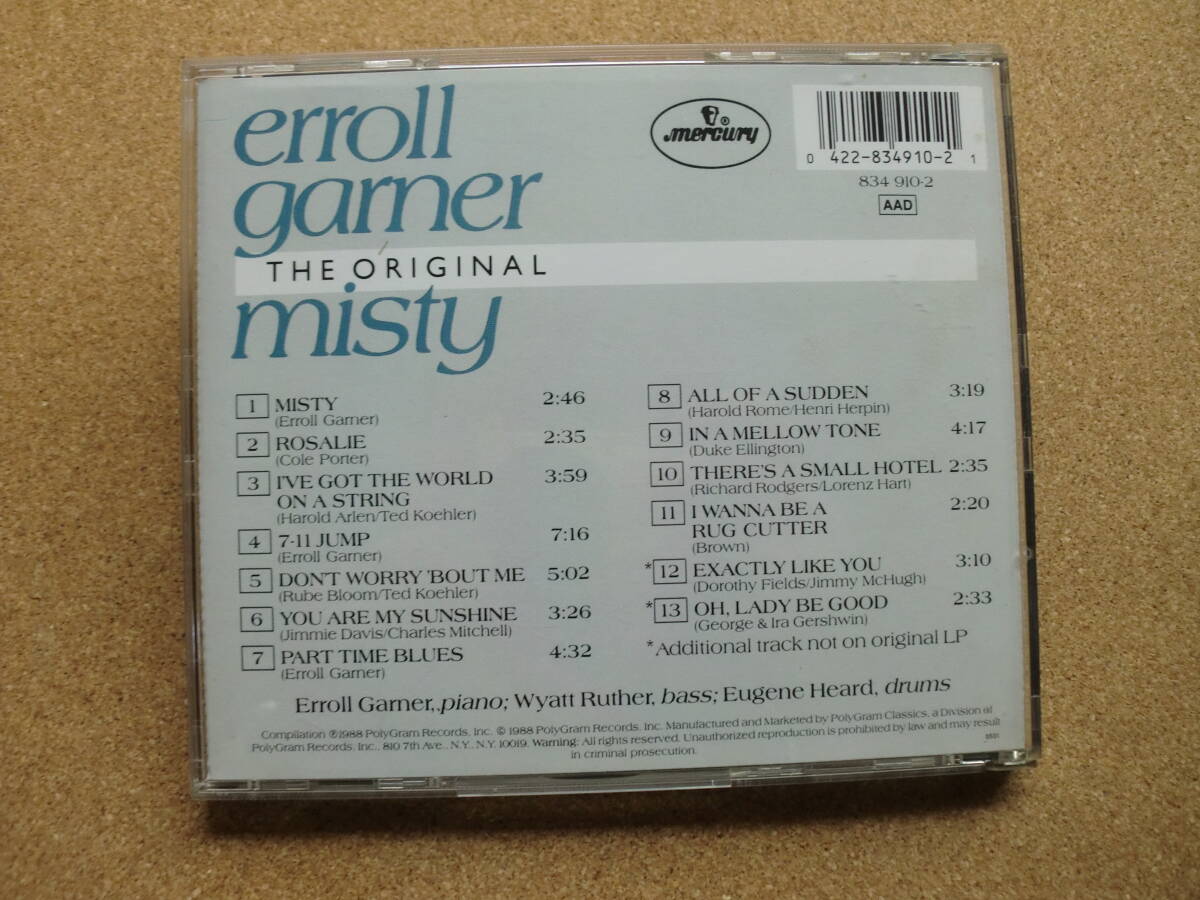 erroll
garner
THE ORIGINAL
misty
mercury ®
0 422-834910-2 1
834 910-2
AAD
1 MISTY 2:46
(Erroll Garner)
2 ROSALIE 2:35
(Cole Porter)
3 I'VE GOT THE WORLD 3:59
ON A STRING
(Harold Arlen/Ted Koehler)
4 7-11 JUMP 7:16
(Erroll Garner)
5 DON'T WORRY 'BOUT ME 5:02
(Rube Bloom/Ted Koehler)
6 YOU ARE MY SUNSHINE 3:26
(Jimmie Davis/Charles Mitchell)
7 PART TIME BLUES 4:32
(Erroll Garner)
8 ALL OF A SUDDEN 3:19
(Harold Rome/Henri Herpin)
9 IN A MELLOW TONE 4:17
(Duke Ellington)
10 THERE'S A SMALL HOTEL 2:35
(Richard Rodgers/Lorenz Hart)
11 I WANNA BE A 2:20
RUG CUTTER
(Brown)
*12 EXACTLY LIKE YOU 3:10
(Dorothy Fields/Jimmy McHugh)
*13 OH, LADY BE GOOD 2:33
(George & Ira Gershwin)
*Additional track not on original LP
Erroll Garner, piano; Wyatt Ruther, bass; Eugene Heard, drums
Compilation ℗1988 PolyGram Records, Inc. © 1988 PolyGram Records, Inc. Manufactured and Marketed by PolyGram Classics, a Division of
PolyGram Records, Inc., 810 7th Ave., N.Y., N.Y. 10019. Warning: All rights reserved. Unauthorized reproduction is prohibited by law and may result
in criminal prosecution.